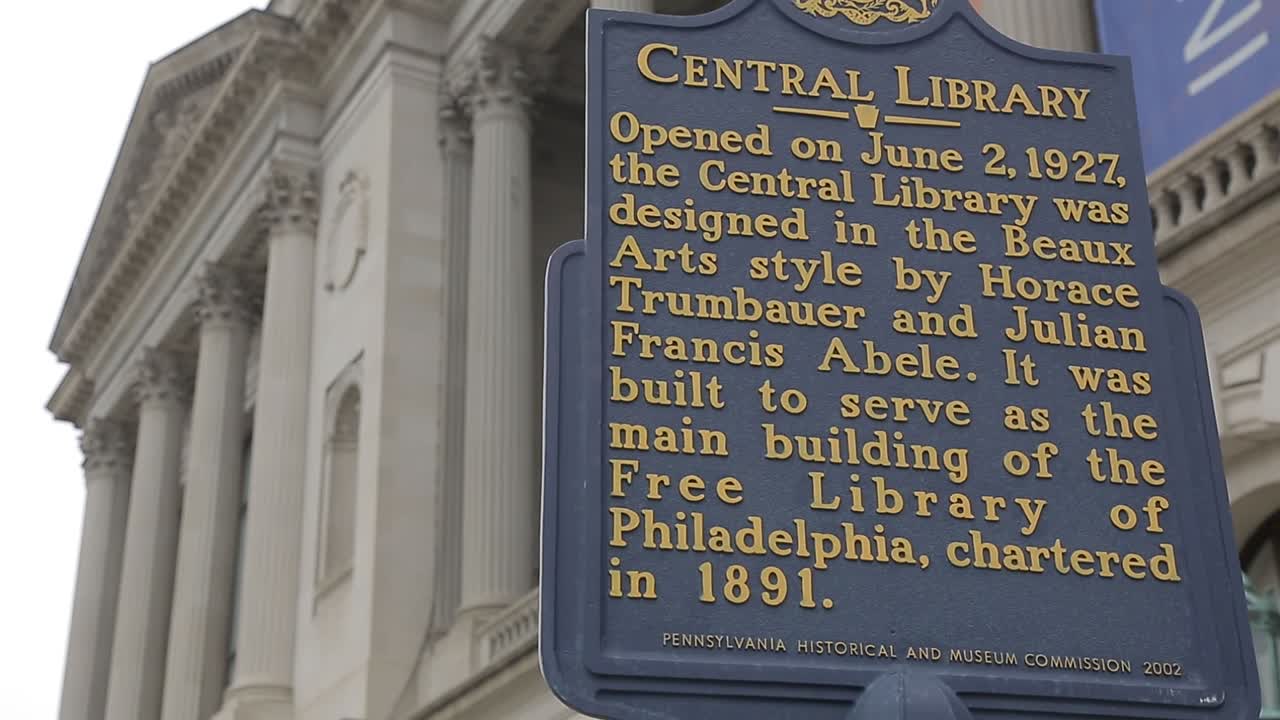 CENTRAL LIBRARY
Opened on June 2, 1927,
the Central Library was
designed in the Beaux
Arts style by Horace
Trumbauer and Julian
Francis Abele. It was
built to serve as the
main building of the
Free Library of
Philadelphia, chartered
in 1891.
PENNSYLVANIA HISTORICAL AND MUSEUM COMMISSION 2002